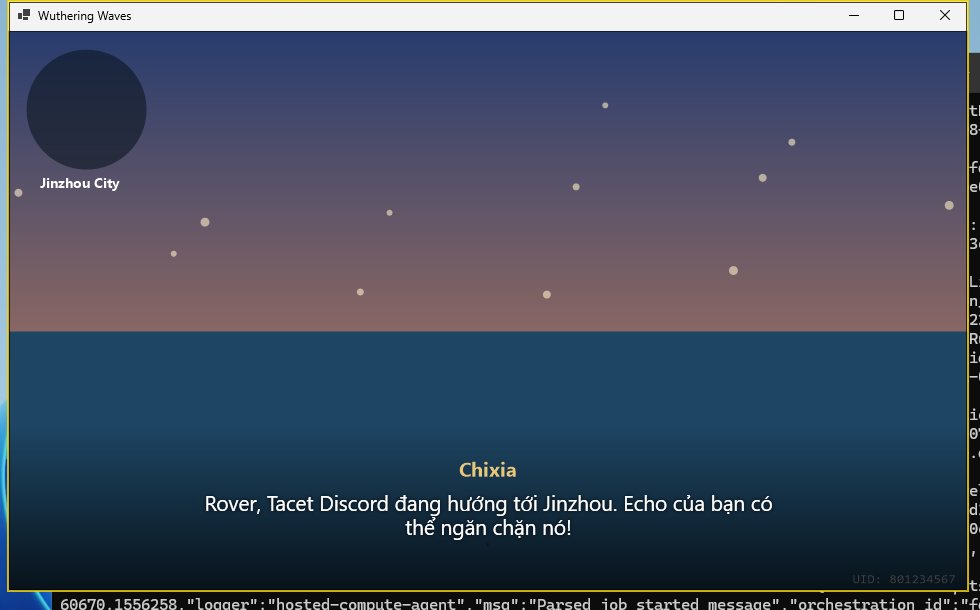 Wuthering Waves
Jinzhou City
Chixia
Rover, Tacet Discord đang hướng tới Jinzhou. Echo của bạn có
thể ngăn chặn nó!
UID: 801234567
60670.1556258,"logger":"hosted-compute-agent","msg":"Parsed job started message","orchestration_id":"f